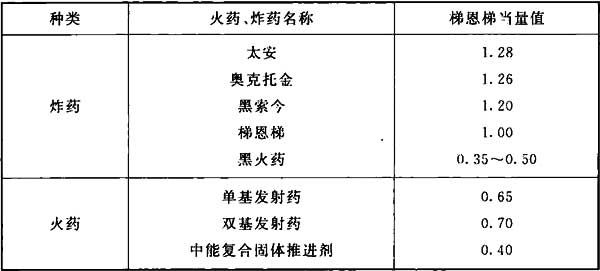 种类 火药、炸药名称 梯恩梯当量值
太安 1.28
奥克托金 1.26
炸药 黑索今 1.20
梯恩梯 1.00
黑火药 0.35～0.50
单基发射药 0.65
火药 双基发射药 0.70
中能复合固体推进剂 0.40